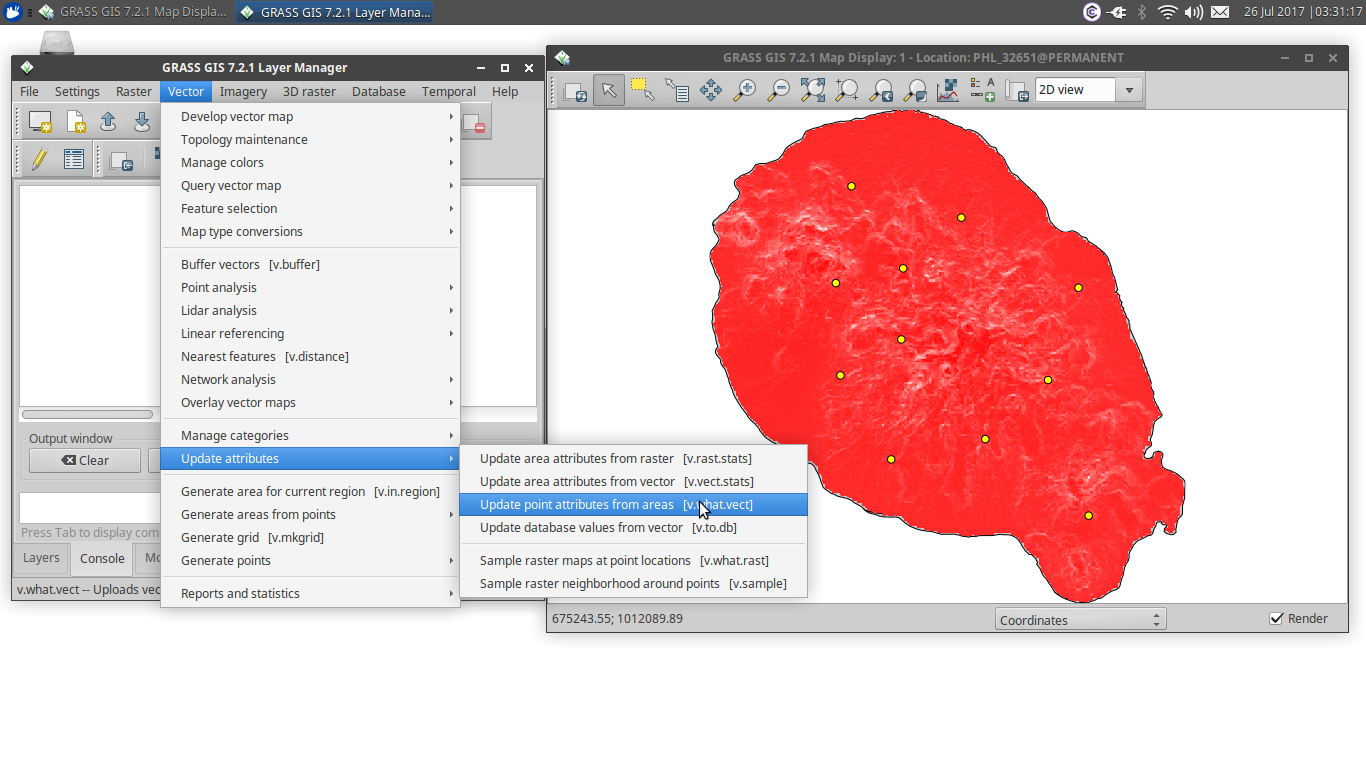 GRASS GIS 7.2.1 Map Displa...
GRASS GIS 7.2.1 Layer Mana...
26 Jul 2017 | 03:31:17
GRASS GIS 7.2.1 Layer Manager
File Settings Raster Vector Imagery 3D raster Database Temporal Help
Develop vector map
Topology maintenance
Manage colors
Query vector map
Feature selection
Map type conversions
Buffer vectors [v.buffer]
Point analysis
Lidar analysis
Linear referencing
Nearest features [v.distance]
Network analysis
Overlay vector maps
Manage categories
Update attributes
Generate area for current region [v.in.region]
Generate areas from points
Generate grid [v.mkgrid]
Generate points
Reports and statistics
Update area attributes from raster [v.rast.stats]
Update area attributes from vector [v.vect.stats]
Update point attributes from areas [v.what.vect]
Update database values from vector [v.to.db]
Sample raster maps at point locations [v.what.rast]
Sample raster neighborhood around points [v.sample]
Output window
Clear
Press Tab to display com
Layers Console Mo
v.what.vect -- Uploads vec
GRASS GIS 7.2.1 Map Display: 1 - Location: PHL_32651@PERMANENT
A
2D view
675243.55; 1012089.89
Coordinates
Render